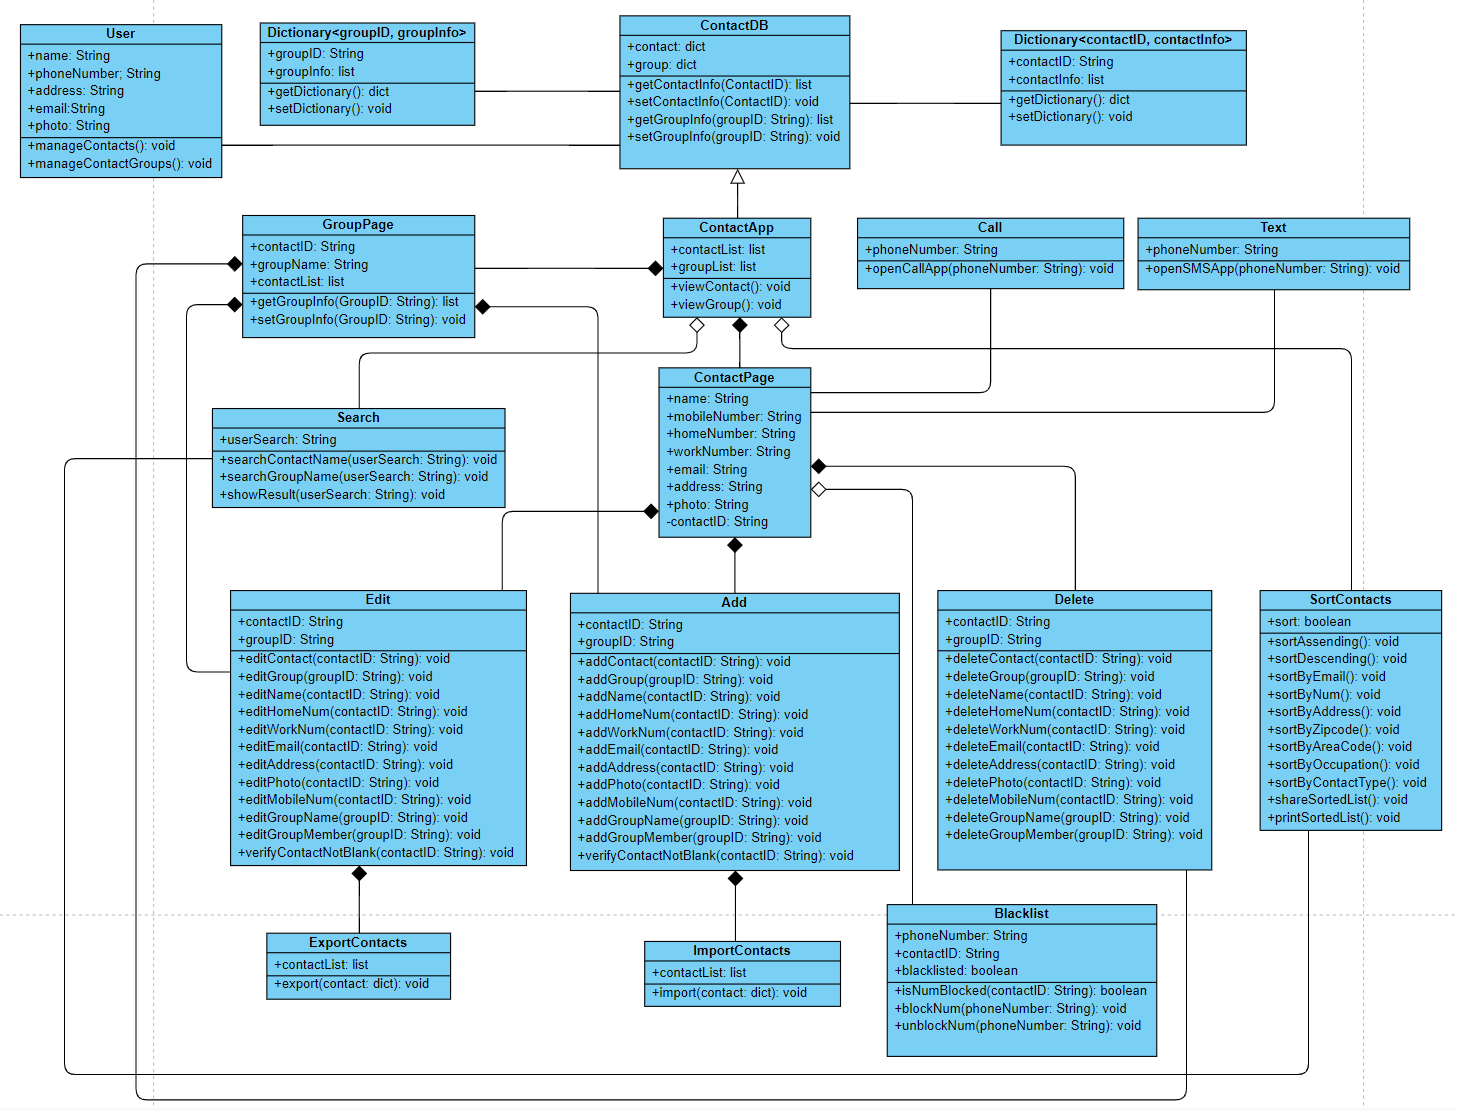 User
+name: String
+phoneNumber; String
+address: String
+email:String
+photo: String
+manageContacts(): void
+manageContactGroups(): void
Dictionary<groupID, groupInfo>
+groupID: String
+groupInfo: list
+getDictionary(): dict
+setDictionary(): void
ContactDB
+contact: dict
+group: dict
+getContactInfo(ContactID): list
+setContactInfo(ContactID): void
+getGroupInfo(groupID: String): list
+setGroupInfo(groupID: String): void
Dictionary<contactID, contactInfo>
+contactID: String
+contactInfo: list
+getDictionary(): dict
+setDictionary(): void
GroupPage
+contactID: String
+groupName: String
+contactList: list
+getGroupInfo(GroupID: String): list
+setGroupInfo(GroupID: String): void
ContactApp
+contactList: list
+groupList: list
+viewContact(): void
+viewGroup(): void
Call
+phoneNumber: String
+openCallApp(phoneNumber: String): void
Text
+phoneNumber: String
+openSMSApp(phoneNumber: String): void
Search
+userSearch: String
+searchContactName(userSearch: String): void
+searchGroupName(userSearch: String): void
+showResult(userSearch: String): void
ContactPage
+name: String
+mobileNumber: String
+homeNumber: String
+workNumber: String
+email: String
+address: String
+photo: String
-contactID: String
Edit
+contactID: String
+groupID: String
+editContact(contactID: String): void
+editGroup(groupID: String): void
+editName(contactID: String): void
+editHomeNum(contactID: String): void
+editWorkNum(contactID: String): void
+editEmail(contactID: String): void
+editAddress(contactID: String): void
+editPhoto(contactID: String): void
+editMobileNum(contactID: String): void
+editGroupName(groupID: String): void
+editGroupMember(groupID: String): void
+verifyContactNotBlank(contactID: String): void
Add
+contactID: String
+groupID: String
+addContact(contactID: String): void
+addGroup(groupID: String): void
+addName(contactID: String): void
+addHomeNum(contactID: String): void
+addWorkNum(contactID: String): void
+addEmail(contactID: String): void
+addAddress(contactID: String): void
+addPhoto(contactID: String): void
+addMobileNum(contactID: String): void
+addGroupName(groupID: String): void
+addGroupMember(groupID: String): void
+verifyContactNotBlank(contactID: String): void
Delete
+contactID: String
+groupID: String
+deleteContact(contactID: String): void
+deleteGroup(groupID: String): void
+deleteName(contactID: String): void
+deleteHomeNum(contactID: String): void
+deleteWorkNum(contactID: String): void
+deleteEmail(contactID: String): void
+deleteAddress(contactID: String): void
+deletePhoto(contactID: String): void
+deleteMobileNum(contactID: String): void
+deleteGroupName(groupID: String): void
+deleteGroupMember(groupID: String): void
SortContacts
+sort: boolean
+sortAssending(): void
+sortDescending(): void
+sortByEmail(): void
+sortByNum(): void
+sortByAddress(): void
+sortByZipcode(): void
+sortByAreaCode(): void
+sortByOccupation(): void
+sortByContactType(): void
+shareSortedList(): void
+printSortedList(): void
ExportContacts
+contactList: list
+export(contact: dict): void
ImportContacts
+contactList: list
+import(contact: dict): void
Blacklist
+phoneNumber: String
+contactID: String
+blacklisted: boolean
+isNumBlocked(contactID: String): boolean
+blockNum(phoneNumber: String): void
+unblockNum(phoneNumber: String): void